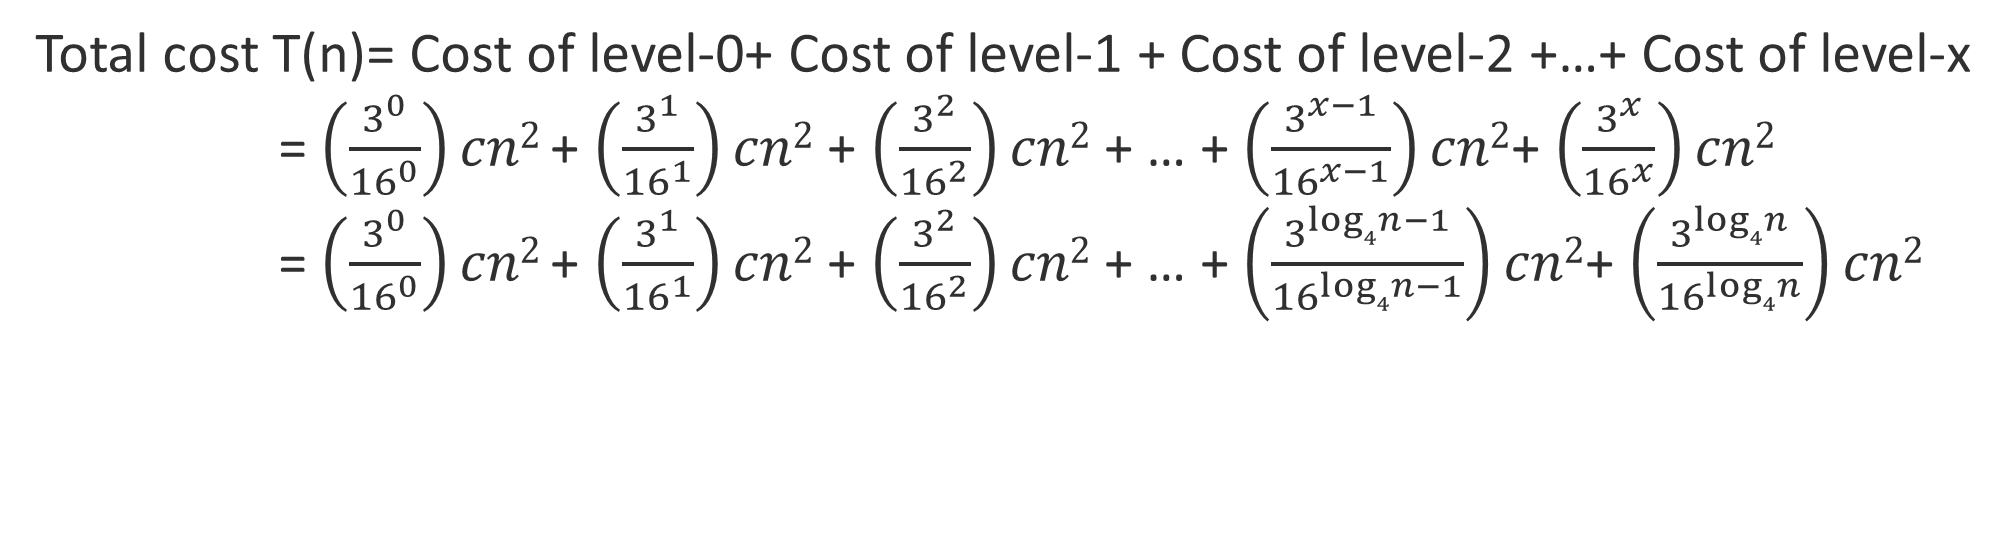 Total cost T(n)= Cost of level-0+ Cost of level-1 + Cost of level-2 +...+ Cost of level-x
= (3^0/16^0) cn^2 + (3^1/16^1) cn^2 + (3^2/16^2) cn^2 + ... + (3^(x−1)/16^(x−1)) cn^2+ (3^x/16^x) cn^2
= (3^0/16^0) cn^2 + (3^1/16^1) cn^2 + (3^2/16^2) cn^2 + ... + (3^(log_4 n−1)/16^(log_4 n−1)) cn^2+ (3^(log_4 n)/16^(log_4 n)) cn^2